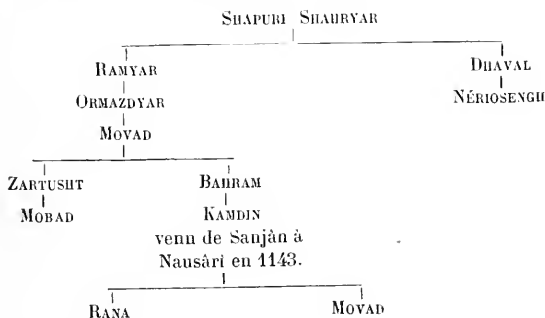 SHAPURI SHAHRYAR
RAMYAR DHAVAL
ORMAZDYAR NÉRIOSENGH
MOVAD
ZARTUSHT BAHRAM
MOBAD KAMDIN
venu de Sanjân à
Nausâri en 1143.
RANA MOVAD